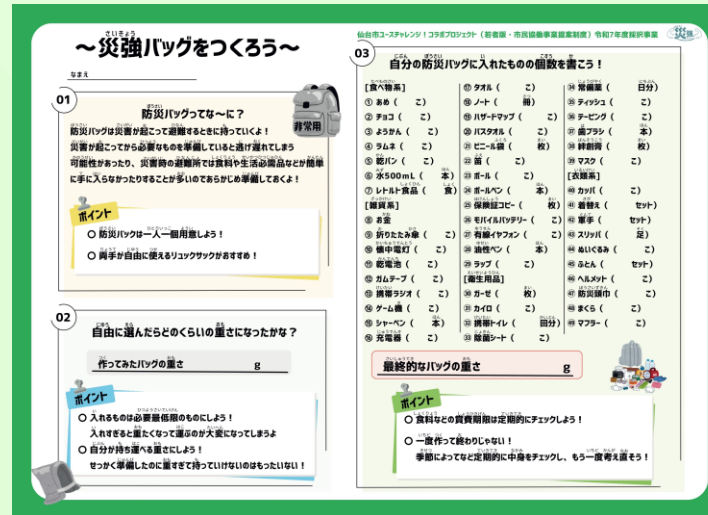 さいきょう
～災強バッグをつくろう～
なまえ
01
防災バッグってな～に？
防災バッグは災害が起こって避難するときに持っていくよ！
災害が起こってから必要なものを準備していると逃げ遅れてしまう
可能性があったり、災害時の避難所では食料や生活必需品などが簡単
に手に入らなかったりすることが多いのであらかじめ準備しておくよ！
非常用
ポイント
〇 防災バックは一人一個用意しよう！
〇 両手が自由に使えるリュックサックがおすすめ！
02
自由に選んだらどのくらいの重さになったかな？
作ってみたバッグの重さ g
ポイント
〇 入れるものは必要最低限のものにしよう！
入れすぎると重たくなって運ぶのが大変になってしまうよ
〇 自分が持ち運べる重さにしよう！
せっかく準備したのに重すぎて持っていけないのはもったいない！
仙台市ユースチャレンジ！コラボプロジェクト（若者版・市民協働事業提案制度）令和7年度採択事業
災強
03
自分の防災バッグに入れたものの個数を書こう！
[食べ物系]
① あめ（ こ）
② チョコ（ こ）
③ ようかん（ こ）
④ ラムネ（ こ）
⑤ 乾パン（ こ）
⑥ 水500mL（ 本）
⑦ レトルト食品（ 食）
[雑貨系]
⑧ お金
⑨ 折りたたみ傘（ こ）
⑩ 懐中電灯（ こ）
⑪ 乾電池（ こ）
⑫ ガムテープ（ こ）
⑬ 携帯ラジオ（ こ）
⑭ ゲーム機（ こ）
⑮ シャーペン（ 本）
⑯ 充電器（ こ）
⑰ タオル（ こ）
⑱ ノート（ 冊）
⑲ ハザードマップ（ こ）
⑳ バスタオル（ こ）
㉑ ビニール袋（ 枚）
㉒ 笛（ こ）
㉓ ボール（ こ）
㉔ ボールペン（ 本）
㉕ 保険証コピー（ 枚）
㉖ モバイルバッテリー（ こ）
㉗ 有線イヤフォン（ こ）
㉘ 油性ペン（ 本）
㉙ ラップ（ こ）
[衛生用品]
㉚ ガーゼ（ 枚）
㉛ カイロ（ こ）
㉜ 携帯トイレ（ 回分）
㉝ 除菌シート（ こ）
㉞ 常備薬（ 日分）
㉟ ティッシュ（ こ）
㊱ テーピング（ こ）
㊲ 歯ブラシ（ 本）
㊳ 絆創膏（ 枚）
㊴ マスク（ こ）
[衣類系]
㊵ カッパ（ こ）
㊶ 着替え（ セット）
㊷ 軍手（ セット）
㊸ スリッパ（ 足）
㊹ ぬいぐるみ（ こ）
㊺ ふとん（ セット）
㊻ ヘルメット（ こ）
㊼ 防災頭巾（ こ）
㊽ まくら（ こ）
㊾ マフラー（ こ）
最終的なバッグの重さ g
ポイント
〇 食料などの賞費期限は定期的にチェックしよう！
〇 一度作って終わりじゃない！
季節によってなど定期的に中身をチェックし、もう一度考え直そう！